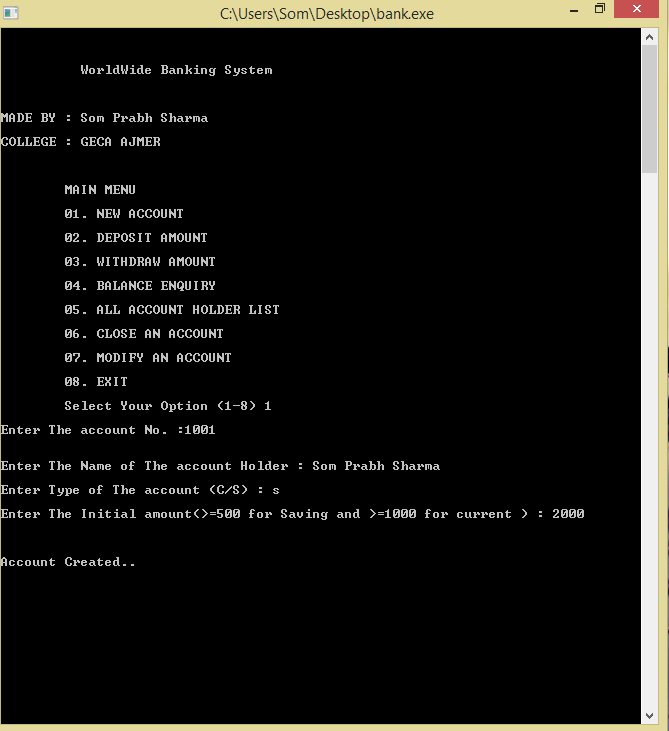 C:\Users\Som\Desktop\bank.exe
WorldWide Banking System
MADE BY : Som Prabh Sharma
COLLEGE : GECA AJMER
MAIN MENU
01. NEW ACCOUNT
02. DEPOSIT AMOUNT
03. WITHDRAW AMOUNT
04. BALANCE ENQUIRY
05. ALL ACCOUNT HOLDER LIST
06. CLOSE AN ACCOUNT
07. MODIFY AN ACCOUNT
08. EXIT
Select Your Option (1-8) 1
Enter The account No. :1001
Enter The Name of The account Holder : Som Prabh Sharma
Enter Type of The account (C/S) : s
Enter The Initial amount(>=500 for Saving and >=1000 for current ) : 2000
Account Created..